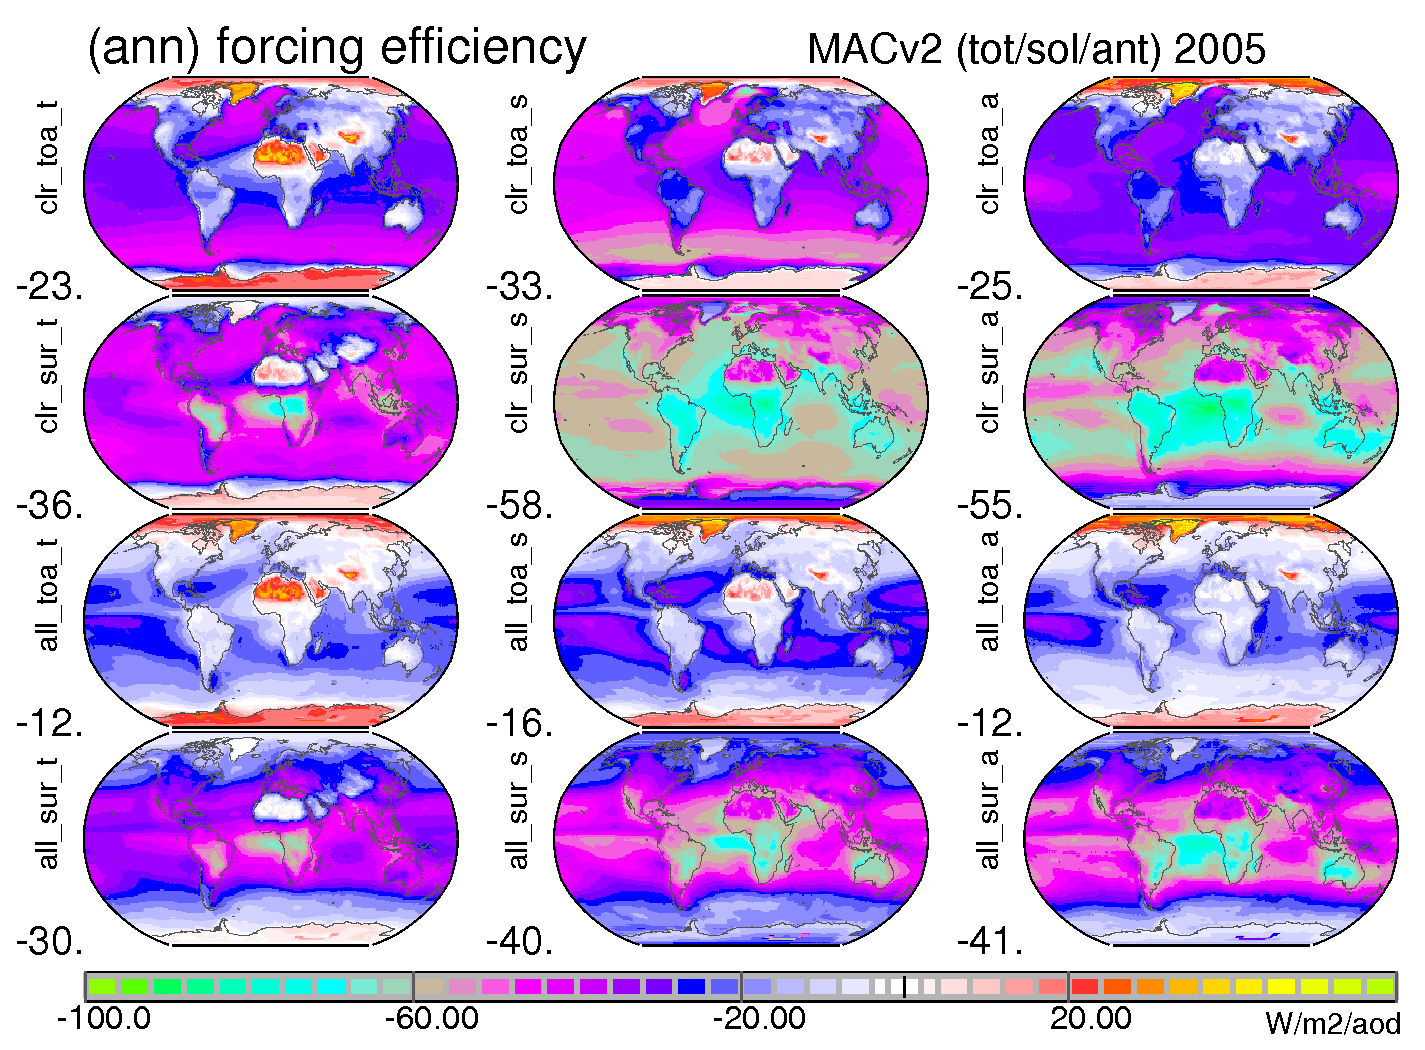 (ann) forcing efficiency MACv2 (tot/sol/ant) 2005
clr_toa_t
-23.
clr_toa_s
-33.
clr_toa_a
-25.
clr_sur_t
-36.
clr_sur_s
-58.
clr_sur_a
-55.
all_toa_t
-12.
all_toa_s
-16.
all_toa_a
-12.
all_sur_t
-30.
all_sur_s
-40.
all_sur_a
-41.
-100.0 -60.00 -20.00 20.00 W/m2/aod